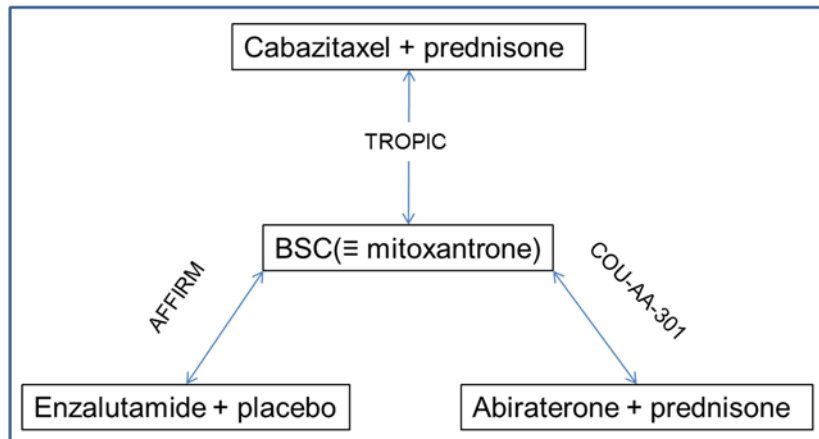 Cabazitaxel + prednisone
TROPIC
BSC(≡ mitoxantrone)
AFFIRM
COU-AA-301
Enzalutamide + placebo
Abiraterone + prednisone